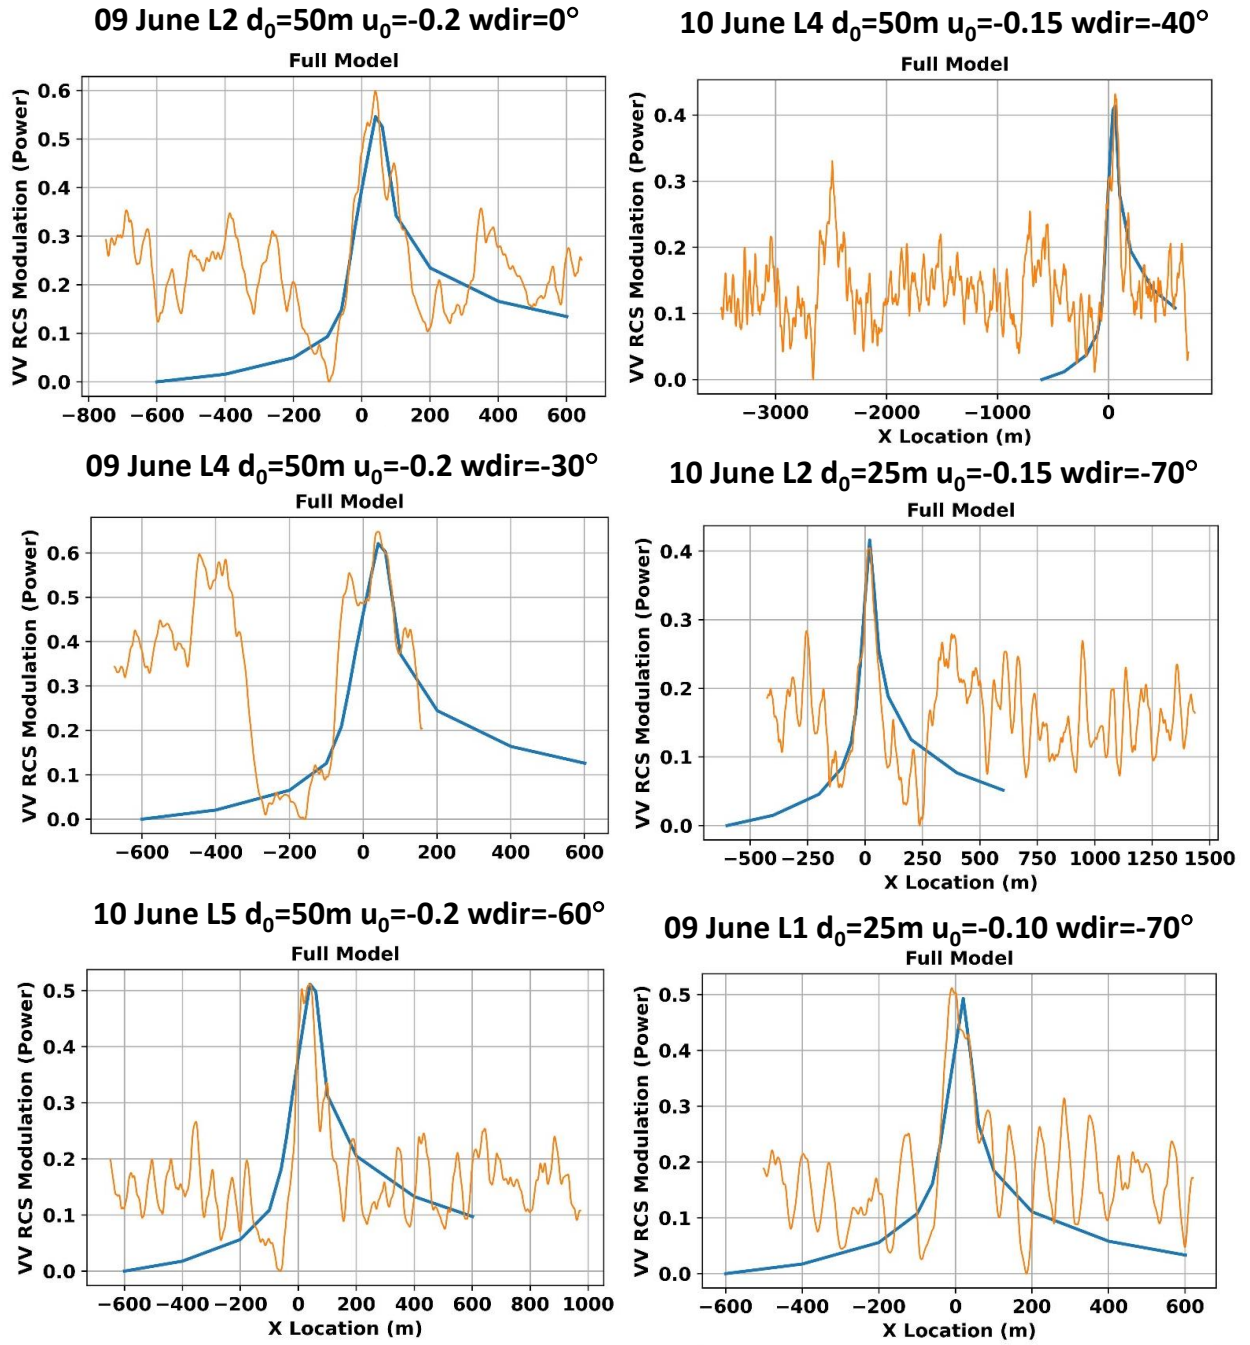 09 June L2 d0=50m u0=-0.2 wdir=0°
Full Model
VV RCS Modulation (Power)
0.6
0.5
0.4
0.3
0.2
0.1
0.0
−800 −600 −400 −200 0 200 400 600
10 June L4 d0=50m u0=-0.15 wdir=-40°
Full Model
VV RCS Modulation (Power)
0.4
0.3
0.2
0.1
0.0
−3000 −2000 −1000 0
X Location (m)
09 June L4 d0=50m u0=-0.2 wdir=-30°
Full Model
VV RCS Modulation (Power)
0.6
0.5
0.4
0.3
0.2
0.1
0.0
−600 −400 −200 0 200 400 600
10 June L2 d0=25m u0=-0.15 wdir=-70°
Full Model
VV RCS Modulation (Power)
0.4
0.3
0.2
0.1
0.0
−500 −250 0 250 500 750 1000 1250 1500
X Location (m)
10 June L5 d0=50m u0=-0.2 wdir=-60°
Full Model
VV RCS Modulation (Power)
0.5
0.4
0.3
0.2
0.1
0.0
−600 −400 −200 0 200 400 600 800 1000
X Location (m)
09 June L1 d0=25m u0=-0.10 wdir=-70°
Full Model
VV RCS Modulation (Power)
0.5
0.4
0.3
0.2
0.1
0.0
−600 −400 −200 0 200 400 600
X Location (m)